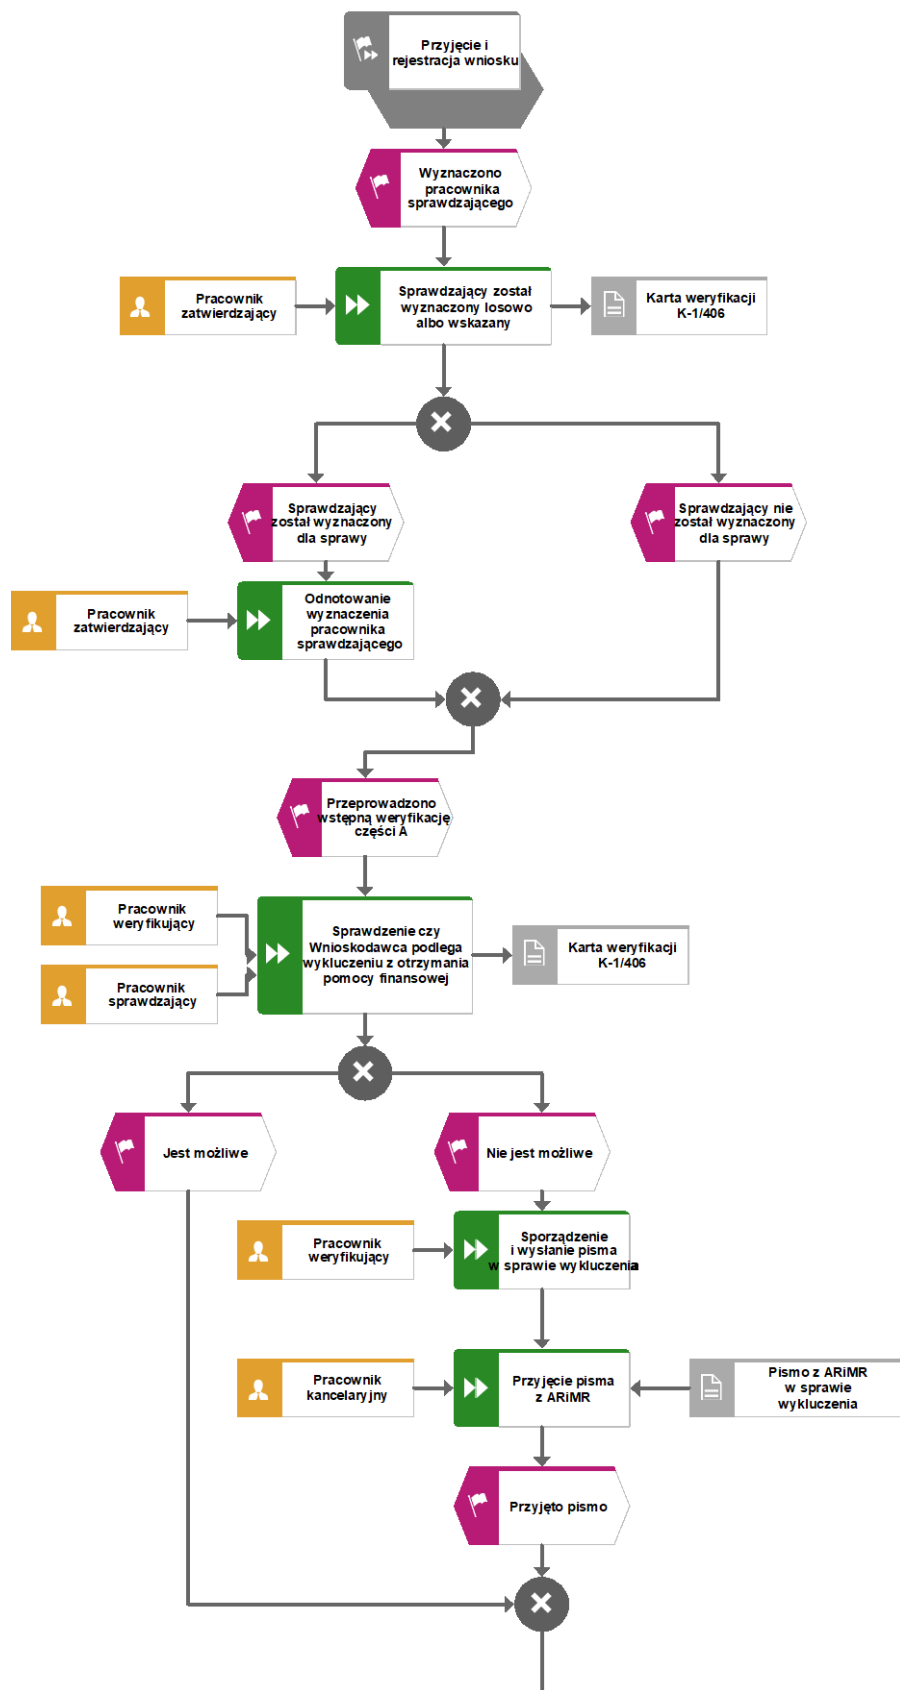 Przyjęcie i
rejestracja wniosku
Wyznaczono
pracownika
sprawdzającego
Pracownik
zatwierdzający
Sprawdzający został
wyznaczony losowo
albo wskazany
Karta weryfikacji
K-1/406
Sprawdzający
został wyznaczony
dla sprawy
Sprawdzający nie
został wyznaczony
dla sprawy
Pracownik
zatwierdzający
Odnotowanie
wyznaczenia
pracownika
sprawdzającego
Przeprowadzono
wstępną weryfikację
części A
Pracownik
weryfikujący
Pracownik
sprawdzający
Sprawdzenie czy
Wnioskodawca podlega
wykluczeniu z otrzymania
pomocy finansowej
Karta weryfikacji
K-1/406
Jest możliwe
Nie jest możliwe
Pracownik
weryfikujący
Sporządzenie
i wysłanie pisma
w sprawie wykluczenia
Pracownik
kancelaryjny
Przyjęcie pisma
z ARiMR
Pismo z ARiMR
w sprawie
wykluczenia
Przyjęto pismo